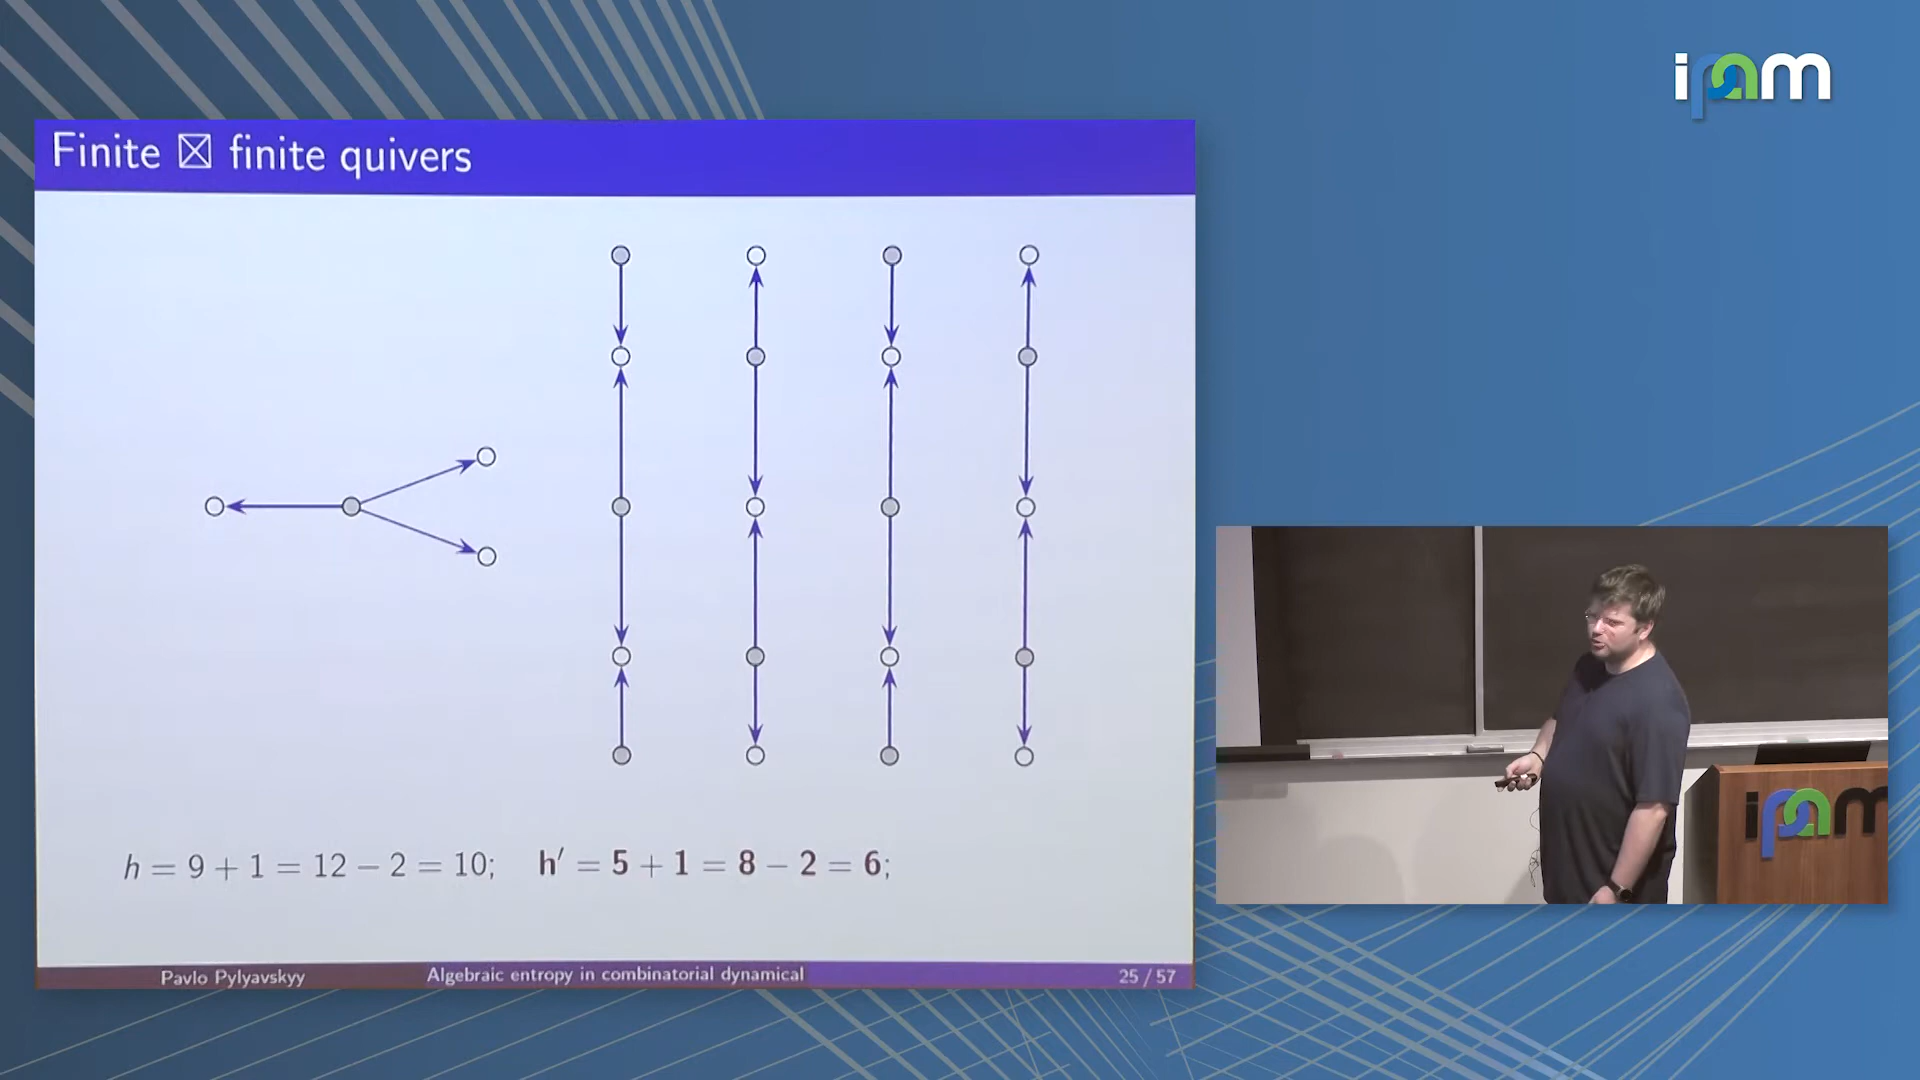 ipam
Finite ⊠ finite quivers
h = 9 + 1 = 12 − 2 = 10; h′ = 5 + 1 = 8 − 2 = 6;
Pavlo Pylyavskyy Algebraic entropy in combinatorial dynamical 25 / 57
ipam